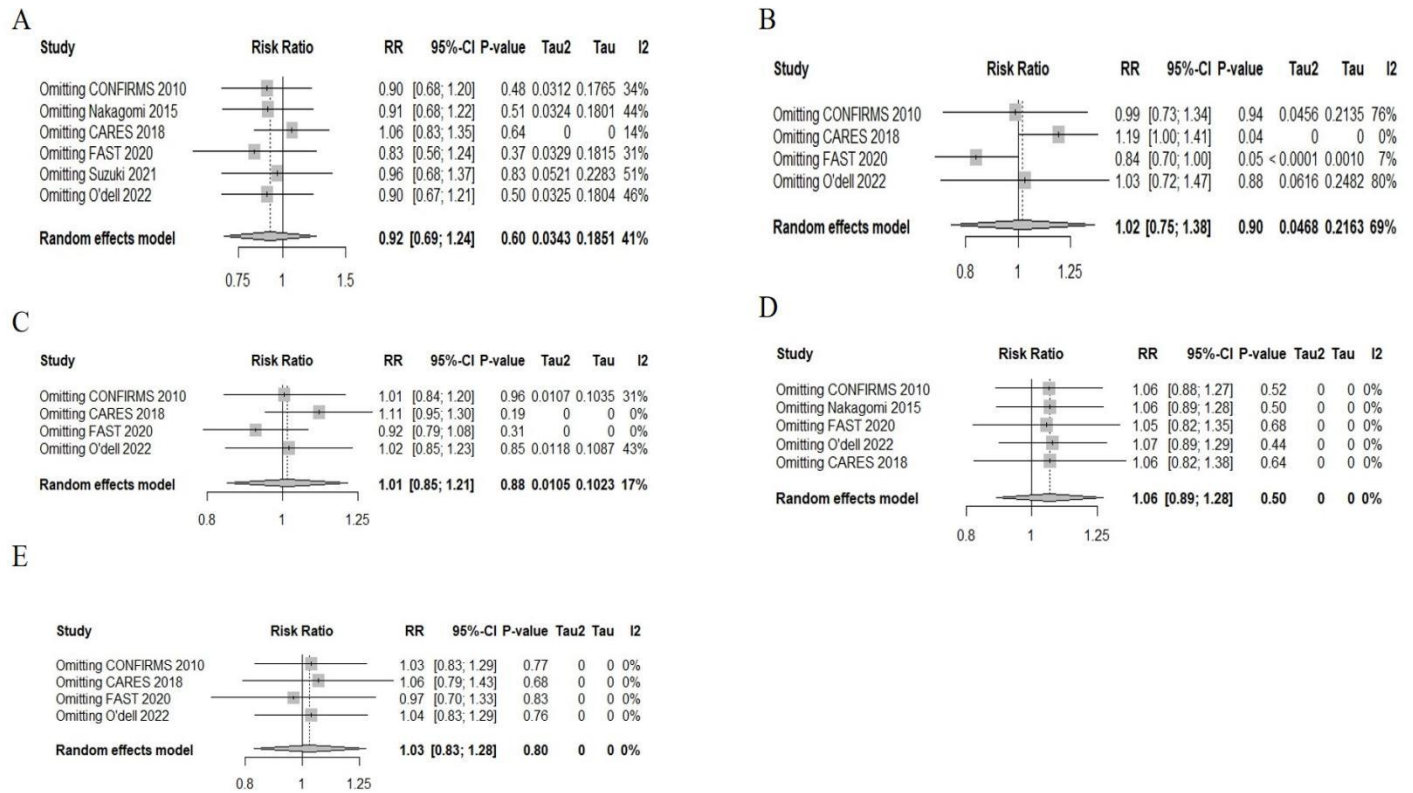 A
Study Risk Ratio RR 95%-CI P-value Tau2 Tau I2
Omitting CONFIRMS 2010 0.90 [0.68; 1.20] 0.48 0.0312 0.1765 34%
Omitting Nakagomi 2015 0.91 [0.68; 1.22] 0.51 0.0324 0.1801 44%
Omitting CARES 2018 1.06 [0.83; 1.35] 0.64 0 0 14%
Omitting FAST 2020 0.83 [0.56; 1.24] 0.37 0.0329 0.1815 31%
Omitting Suzuki 2021 0.96 [0.68; 1.37] 0.83 0.0521 0.2283 51%
Omitting O'dell 2022 0.90 [0.67; 1.21] 0.50 0.0325 0.1804 46%
Random effects model 0.92 [0.69; 1.24] 0.60 0.0343 0.1851 41%
0.75 1 1.5
B
Study Risk Ratio RR 95%-CI P-value Tau2 Tau I2
Omitting CONFIRMS 2010 0.99 [0.73; 1.34] 0.94 0.0456 0.2135 76%
Omitting CARES 2018 1.19 [1.00; 1.41] 0.04 0 0 0%
Omitting FAST 2020 0.84 [0.70; 1.00] 0.05 < 0.0001 0.0010 7%
Omitting O'dell 2022 1.03 [0.72; 1.47] 0.88 0.0616 0.2482 80%
Random effects model 1.02 [0.75; 1.38] 0.90 0.0468 0.2163 69%
0.8 1 1.25
C
Study Risk Ratio RR 95%-CI P-value Tau2 Tau I2
Omitting CONFIRMS 2010 1.01 [0.84; 1.20] 0.96 0.0107 0.1035 31%
Omitting CARES 2018 1.11 [0.95; 1.30] 0.19 0 0 0%
Omitting FAST 2020 0.92 [0.79; 1.08] 0.31 0 0 0%
Omitting O'dell 2022 1.02 [0.85; 1.23] 0.85 0.0118 0.1087 43%
Random effects model 1.01 [0.85; 1.21] 0.88 0.0105 0.1023 17%
0.8 1 1.25
D
Study Risk Ratio RR 95%-CI P-value Tau2 Tau I2
Omitting CONFIRMS 2010 1.06 [0.88; 1.27] 0.52 0 0 0%
Omitting Nakagomi 2015 1.06 [0.89; 1.28] 0.50 0 0 0%
Omitting FAST 2020 1.05 [0.82; 1.35] 0.68 0 0 0%
Omitting O'dell 2022 1.07 [0.89; 1.29] 0.44 0 0 0%
Omitting CARES 2018 1.06 [0.82; 1.38] 0.64 0 0 0%
Random effects model 1.06 [0.89; 1.28] 0.50 0 0 0%
0.8 1 1.25
E
Study Risk Ratio RR 95%-CI P-value Tau2 Tau I2
Omitting CONFIRMS 2010 1.03 [0.83; 1.29] 0.77 0 0 0%
Omitting CARES 2018 1.06 [0.79; 1.43] 0.68 0 0 0%
Omitting FAST 2020 0.97 [0.70; 1.33] 0.83 0 0 0%
Omitting O'dell 2022 1.04 [0.83; 1.29] 0.76 0 0 0%
Random effects model 1.03 [0.83; 1.28] 0.80 0 0 0%
0.8 1 1.25